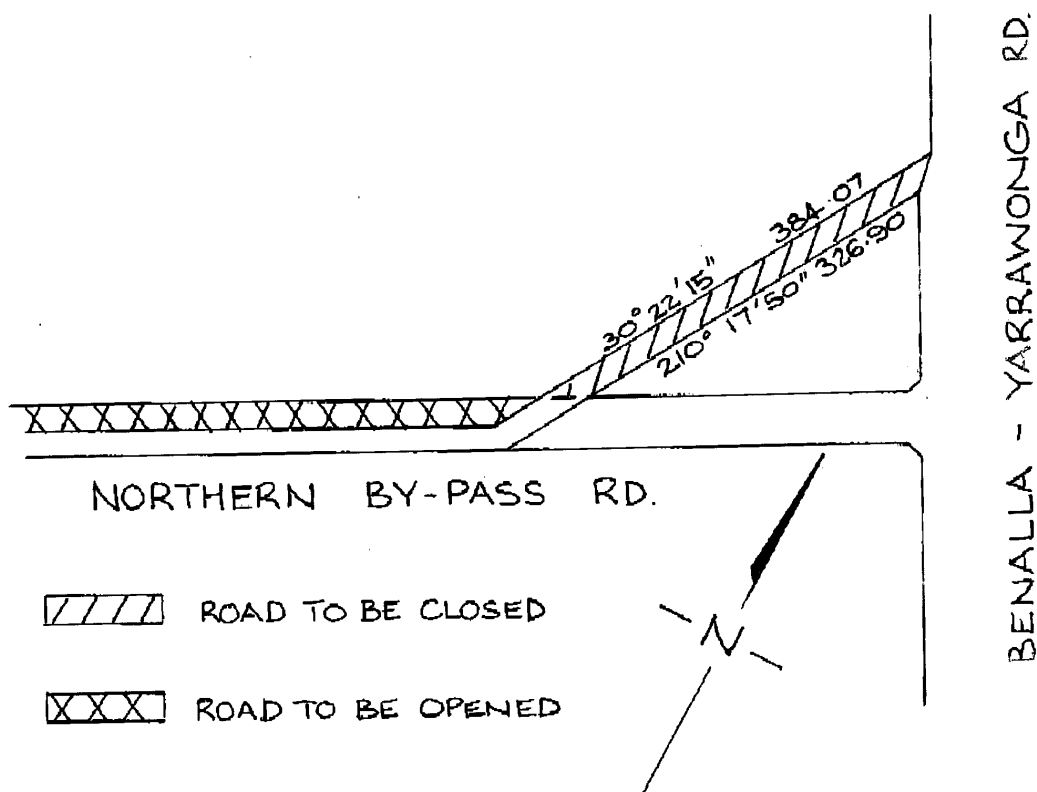 BENALLA - YARRAWONGA RD.
384.07
30° 22' 15"
210° 17' 50" 326.90
NORTHERN BY-PASS RD.
ROAD TO BE CLOSED
ROAD TO BE OPENED
N